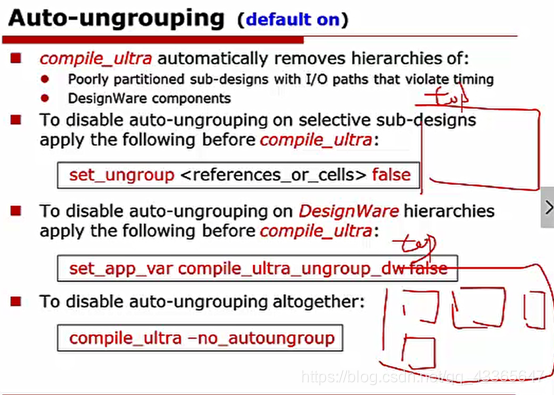 Auto-ungrouping (default on)
compile_ultra automatically removes hierarchies of:
Poorly partitioned sub-designs with I/O paths that violate timing
DesignWare components
To disable auto-ungrouping on selective sub-designs
top
apply the following before compile_ultra:
set_ungroup <references_or_cells> false
To disable auto-ungrouping on DesignWare hierarchies
apply the following before compile_ultra:
top
set_app_var compile_ultra_ungroup_dw false
To disable auto-ungrouping altogether:
compile_ultra –no_autoungroup
https://blog.csdn.net/qq_42365647